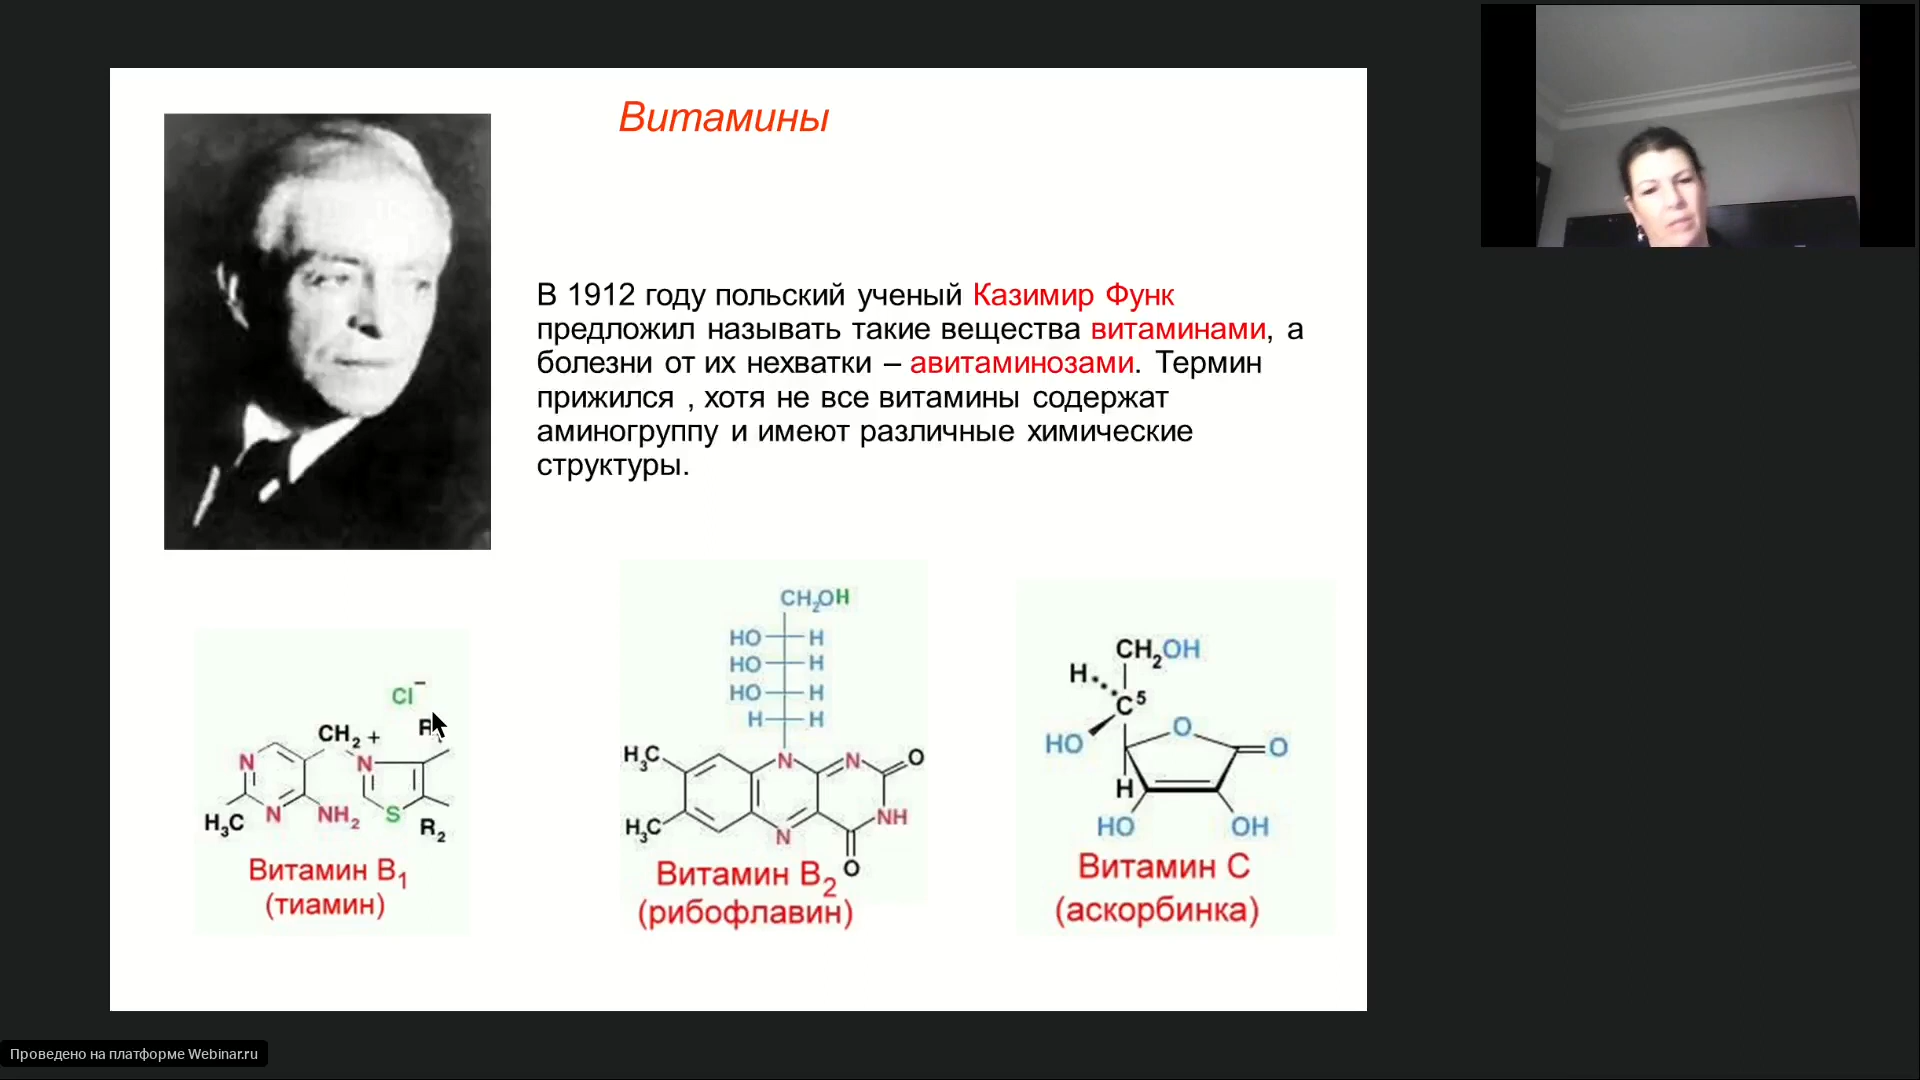 Витамины
В 1912 году польский ученый Казимир Функ
предложил называть такие вещества витаминами, а
болезни от их нехватки – авитаминозами. Термин
прижился , хотя не все витамины содержат
аминогруппу и имеют различные химические
структуры.
Cl⁻
CH₂ + R
N N
N NH₂ S
H₃C R₂
Витамин B₁
(тиамин)
CH₂OH
HO H
HO H
HO H
H H
H₃C N N O
NH
H₃C N
O
Витамин B₂
(рибофлавин)
CH₂OH
H
C⁵
O
HO O
H
HO OH
Витамин C
(аскорбинка)
Проведено на платформе Webinar.ru